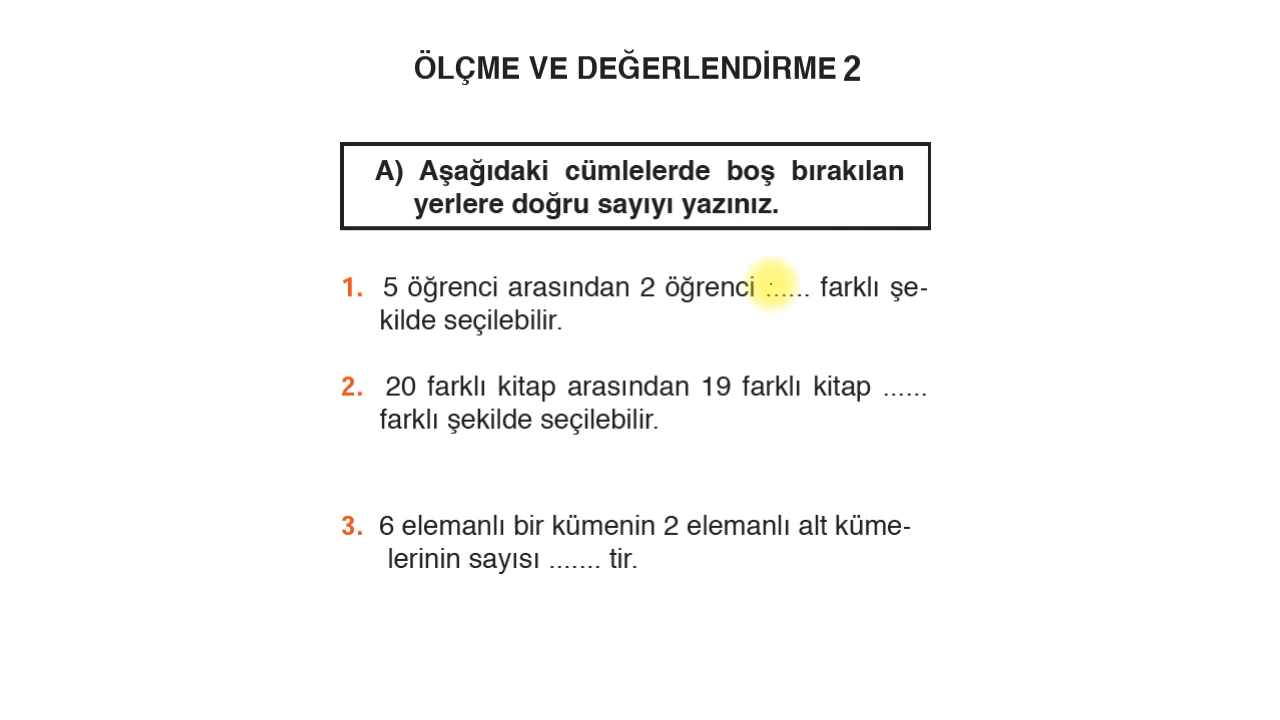 ÖLÇME VE DEĞERLENDİRME 2
A) Aşağıdaki cümlelerde boş bırakılan
yerlere doğru sayıyı yazınız.
1. 5 öğrenci arasından 2 öğrenci ...... farklı şe-
kilde seçilebilir.
2. 20 farklı kitap arasından 19 farklı kitap ......
farklı şekilde seçilebilir.
3. 6 elemanlı bir kümenin 2 elemanlı alt küme-
lerinin sayısı ....... tir.